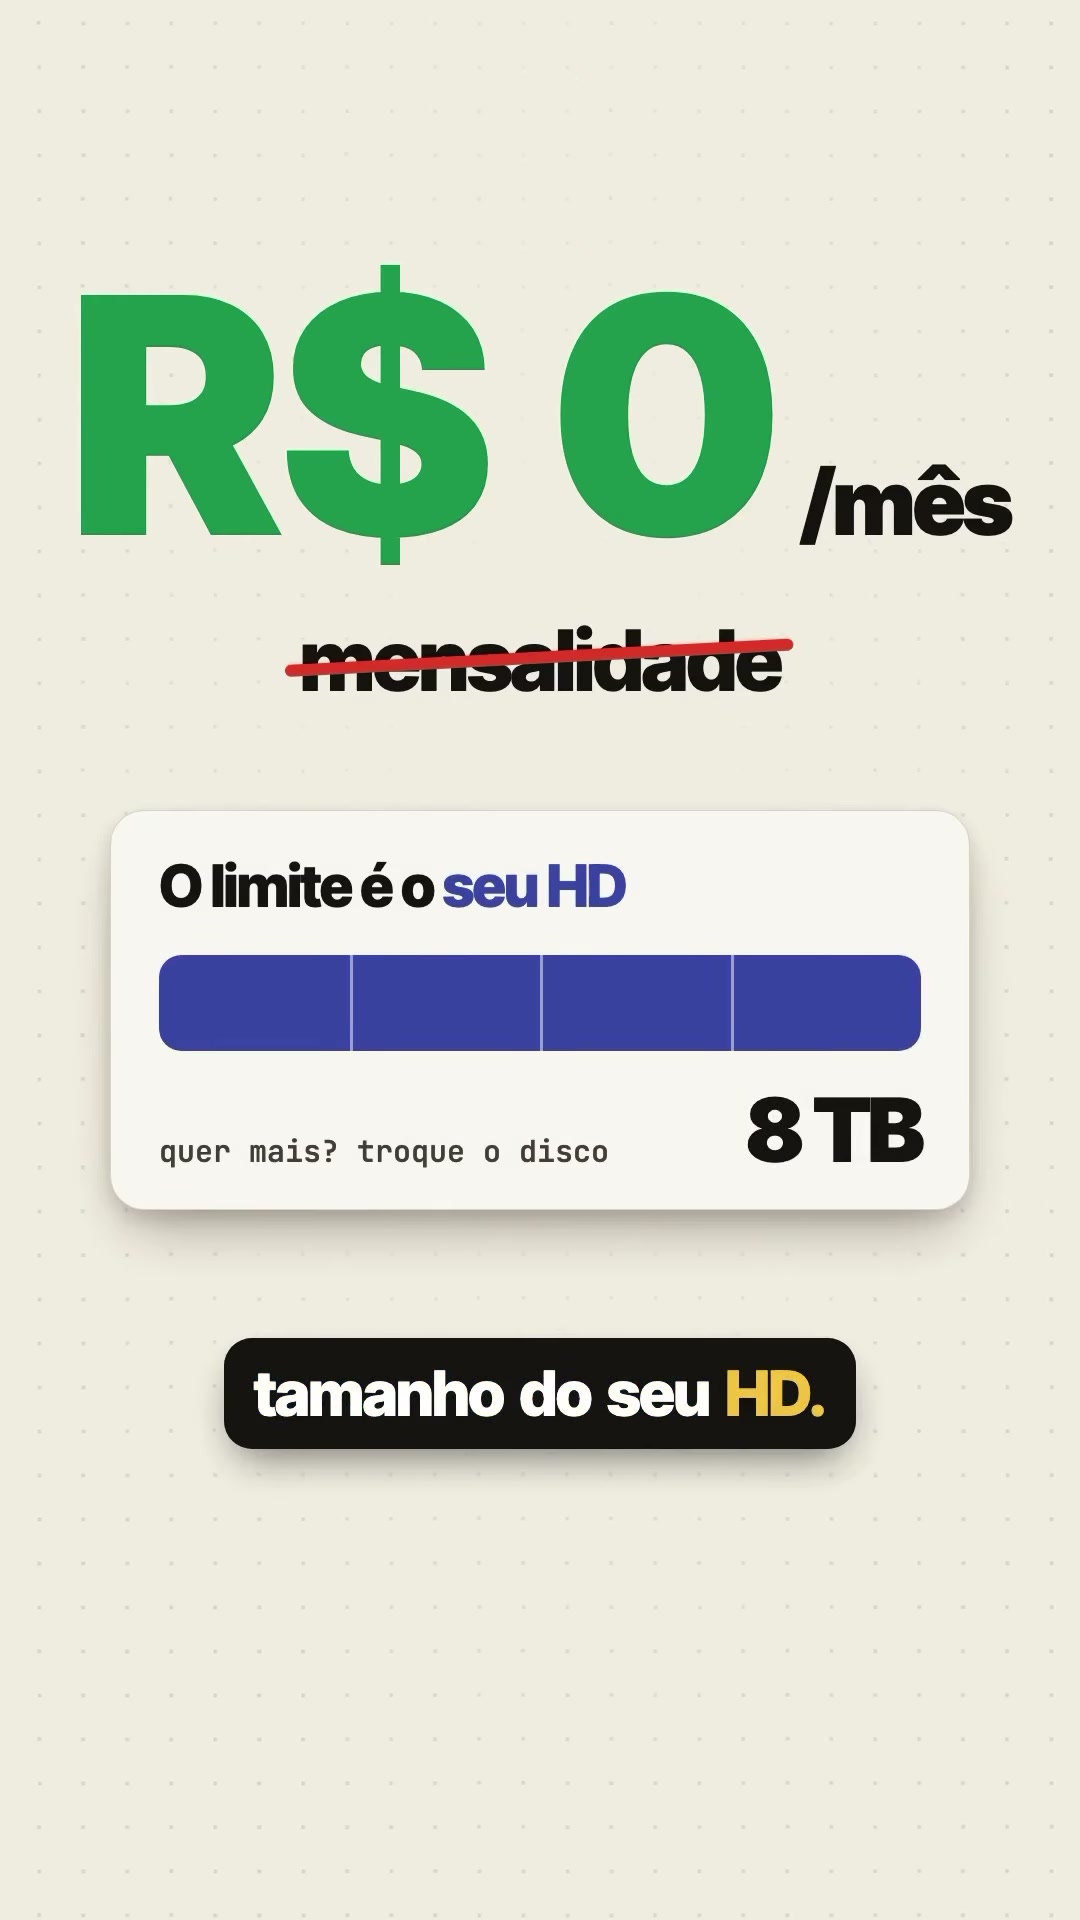 R$ 0 /mês
mensalidade
O limite é o seu HD
quer mais? troque o disco
8 TB
tamanho do seu HD.